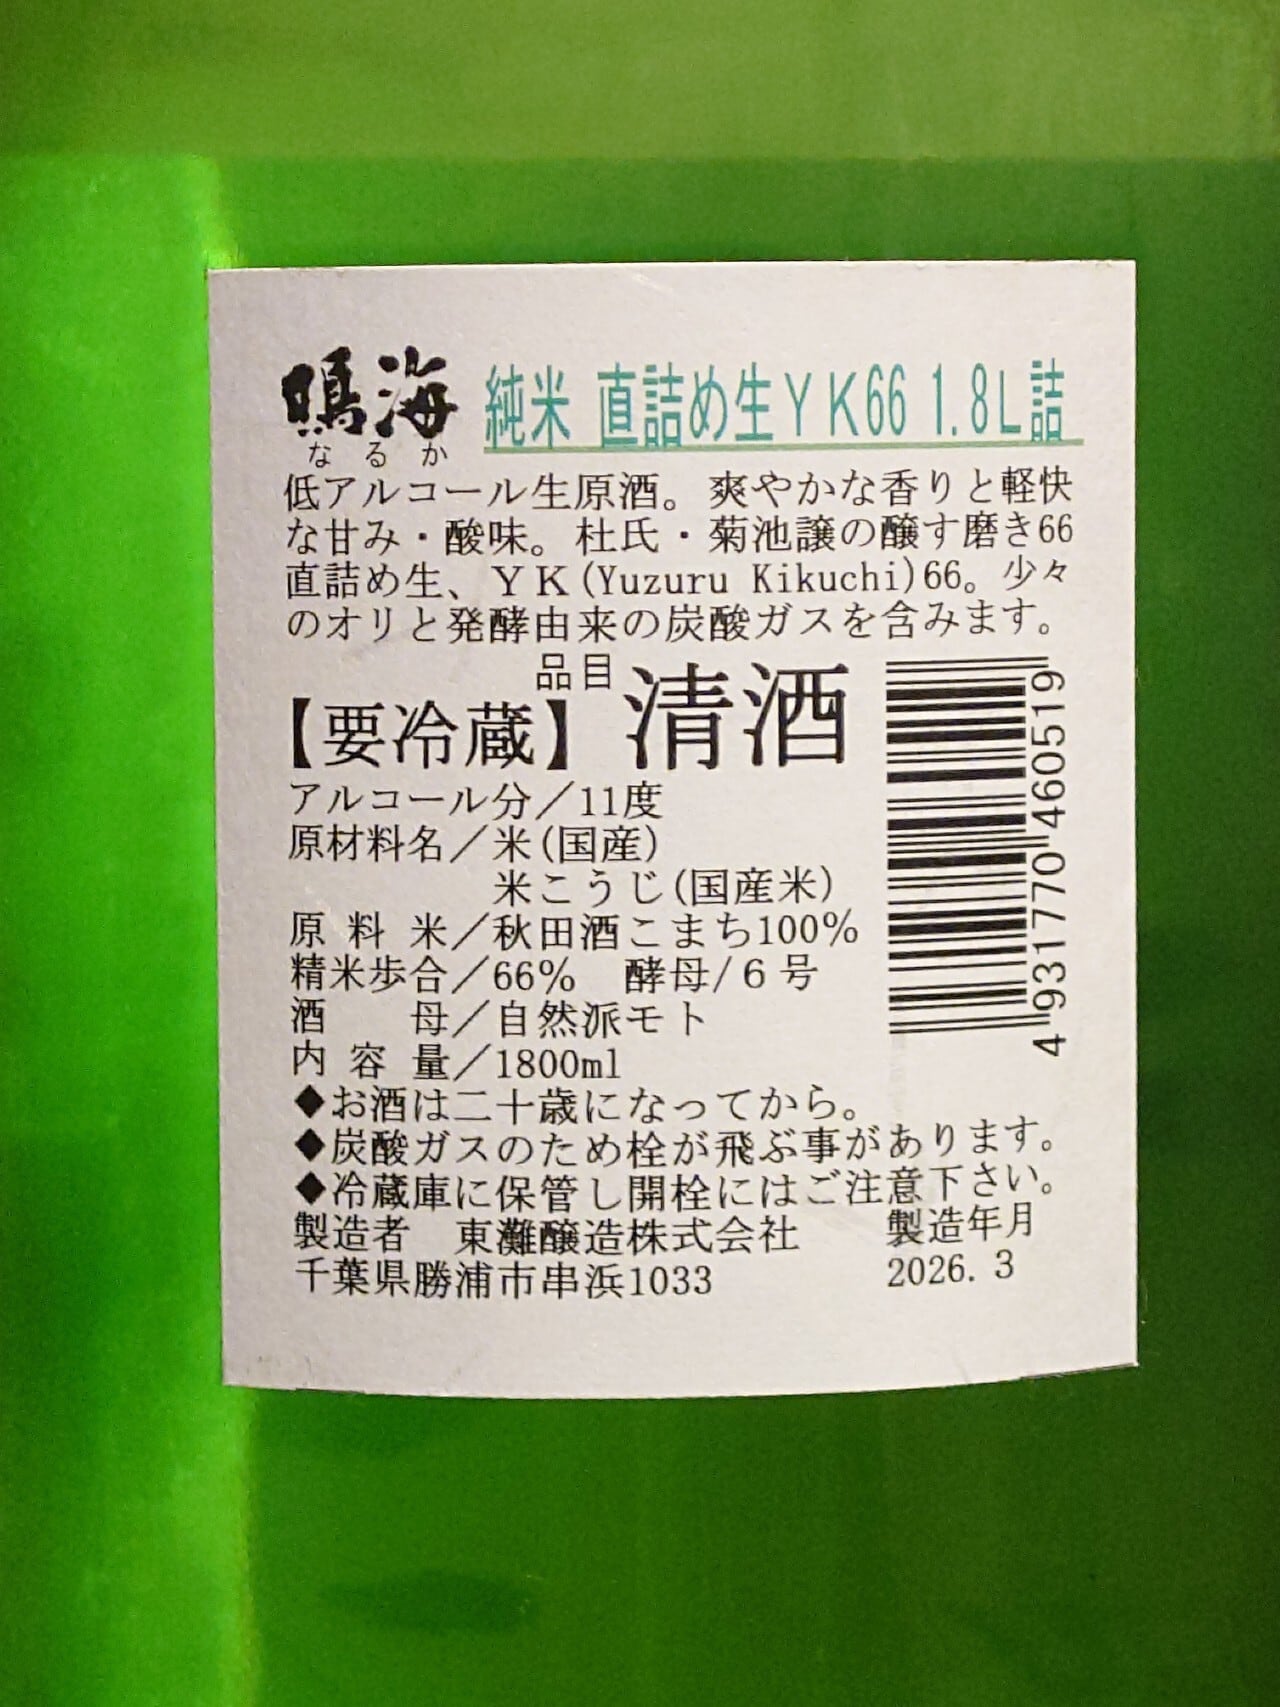 鳴海 純米 直詰め生ＹＫ66 1.8Ｌ詰
なるか
低アルコール生原酒。爽やかな香りと軽快
な甘み・酸味。杜氏・菊池譲の醸す磨き66
直詰め生、ＹＫ(Yuzuru Kikuchi)66。少々
のオリと発酵由来の炭酸ガスを含みます。
品目 清酒
【要冷蔵】
アルコール分／11度
原材料名／米(国産)
米こうじ(国産米)
原料米／秋田酒こまち100%
精米歩合／66%　酵母/６号
酒母／自然派モト
内容量／1800ml
4931770460519
◆お酒は二十歳になってから。
◆炭酸ガスのため栓が飛ぶ事があります。
◆冷蔵庫に保管し開栓にはご注意下さい。
製造者　東灘醸造株式会社　製造年月
千葉県勝浦市串浜1033　2026. 3